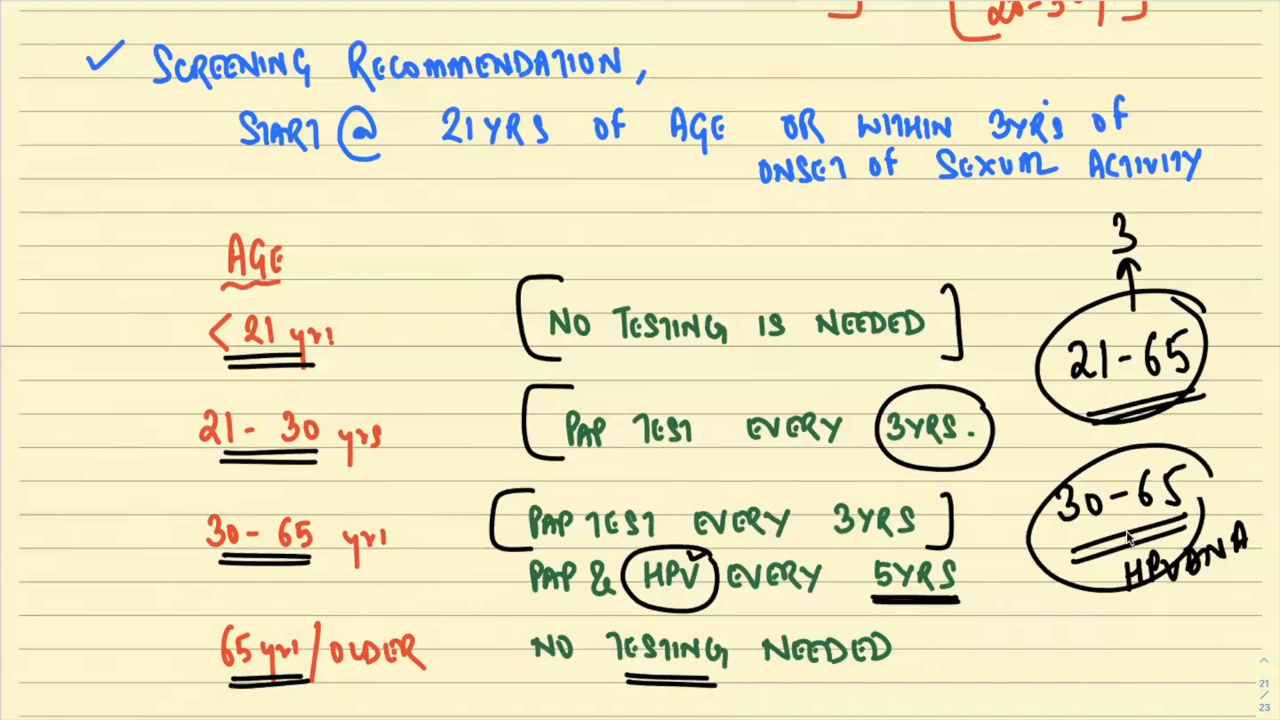 ✓ SCREENING RECOMMENDATION,
START @ 21YRS OF AGE OR WITHIN 3YRS OF
ONSET OF SEXUAL ACTIVITY
AGE
< 21 yrs
[NO TESTING IS NEEDED]
3
21-65
21-30 yrs
[PAP TEST EVERY 3YRS.
30-65 yrs
[PAP TEST EVERY 3YRS]
PAP & HPV EVERY 5YRS
30-65
HPV DNA
65 yrs/OLDER
NO TESTING NEEDED
21
/
23